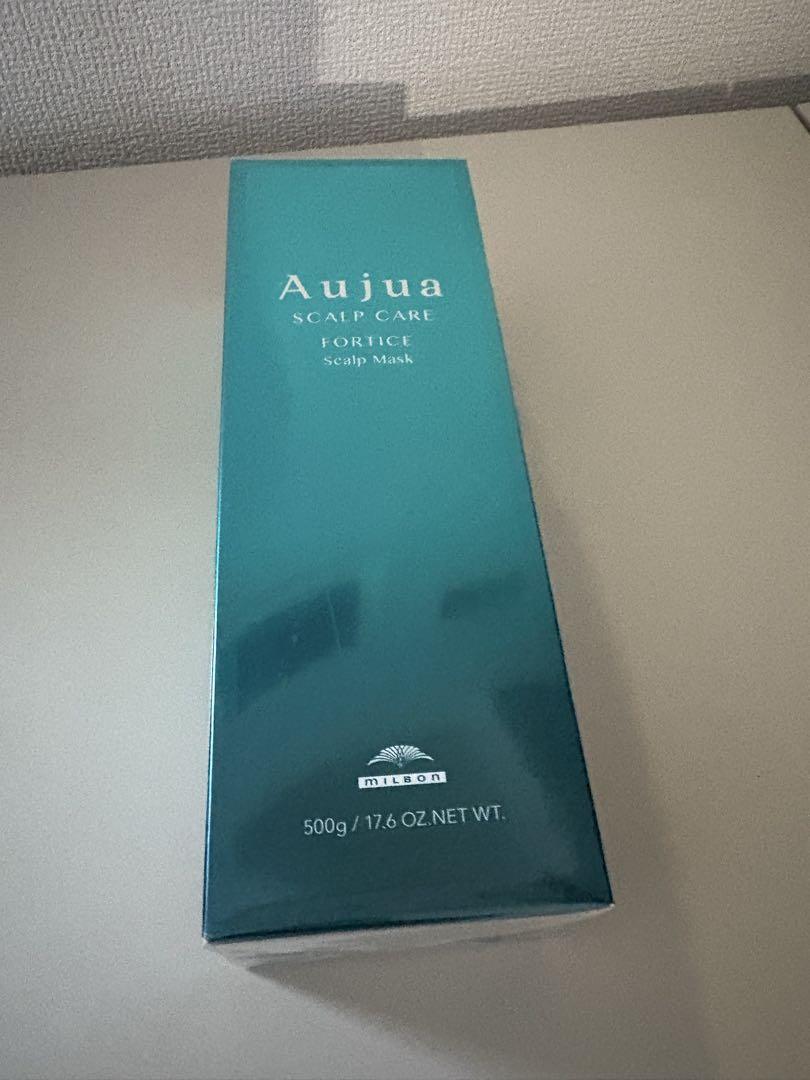 Aujua
SCALP CARE
FORTICE
Scalp Mask
MILBON
500g / 17.6 OZ.NET WT.